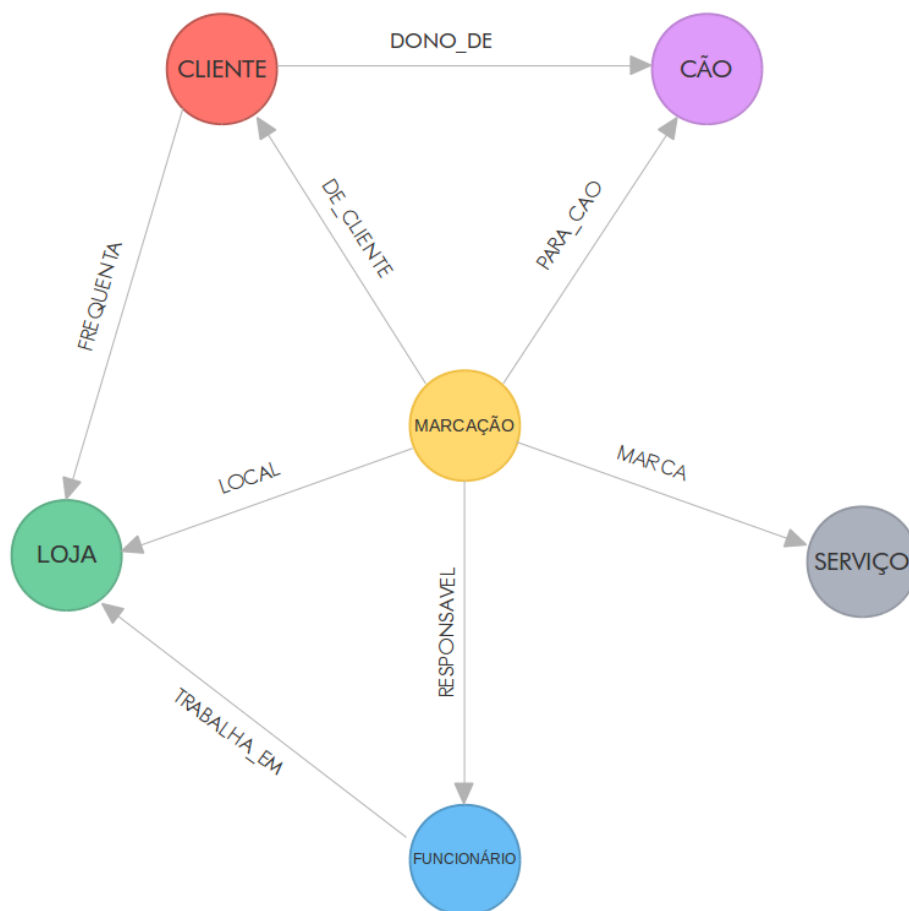 DONO_DE
CLIENTE
CÃO
DE_CLIENTE
PARA_CAO
FREQUENTA
MARCAÇÃO
MARCA
LOCAL
LOJA
SERVIÇO
RESPONSAVEL
TRABALHA_EM
FUNCIONÁRIO